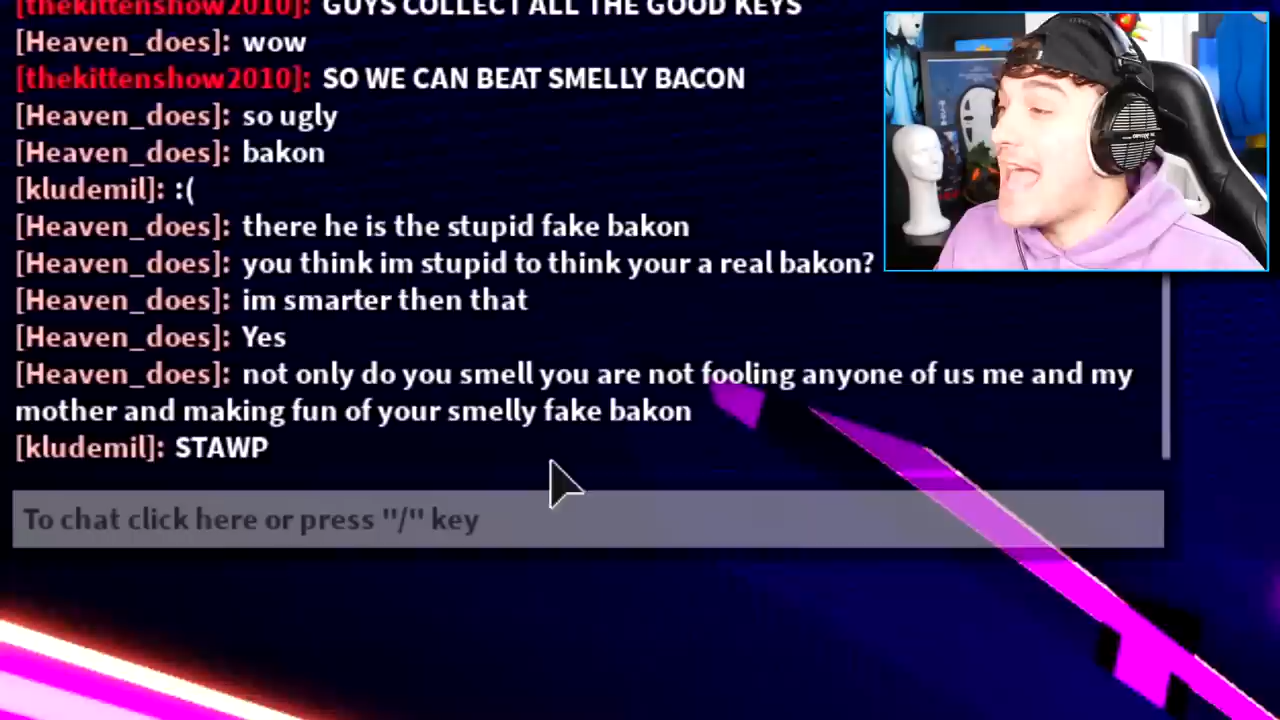 [thekittenshow2010]: GUYS COLLECT ALL THE GOOD KEYS
[Heaven_does]: wow
[thekittenshow2010]: SO WE CAN BEAT SMELLY BACON
[Heaven_does]: so ugly
[Heaven_does]: bakon
[kludemil]: :(
[Heaven_does]: there he is the stupid fake bakon
[Heaven_does]: you think im stupid to think your a real bakon?
[Heaven_does]: im smarter then that
[Heaven_does]: Yes
[Heaven_does]: not only do you smell you are not fooling anyone of us me and my
mother and making fun of your smelly fake bakon
[kludemil]: STAWP
To chat click here or press "/" key